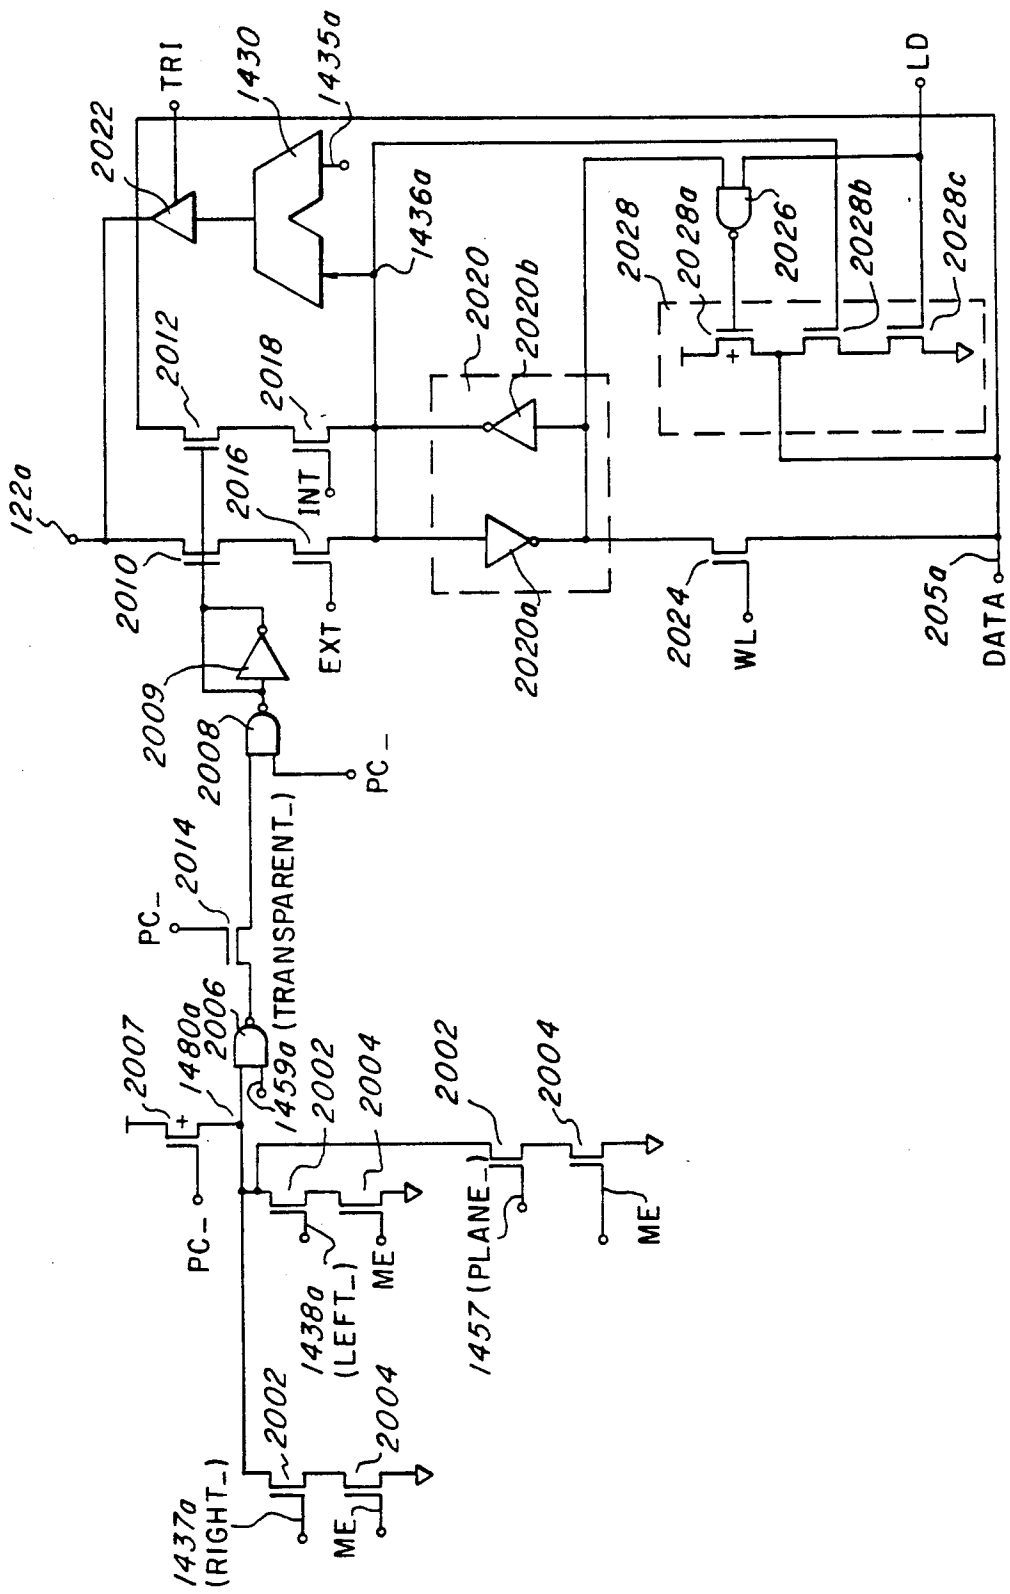 1437a
(RIGHT_)
2002
ME
2004
PC_
2007
1480a
2006
1459a (TRANSPARENT_)
2002
1438a
(LEFT_)
2004
ME
1457 (PLANE_)
2002
2004
ME
PC_
2014
2008
2009
PC_
2010
122a
2012
2016
EXT
INT
2018
2022
TRI
1430
1435a
1436a
2020
2020b
2020a
2024
WL
2028
2028a
2026
2028b
2028c
LD
205a
DATA